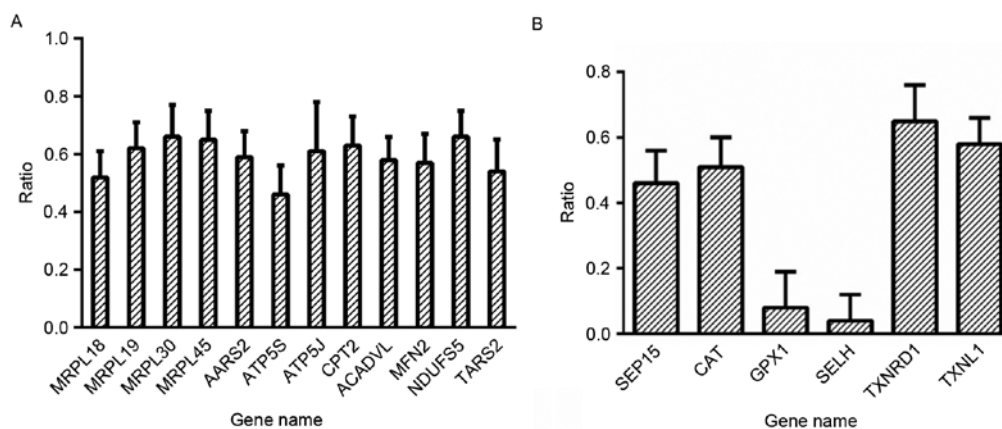 A
1.0
0.8
0.6
0.4
0.2
0.0
Ratio
MRPL18
MRPL19
MRPL30
MRPL45
AARS2
ATP5S
ATP5J
CPT2
ACADVL
MFN2
NDUFS5
TARS2
Gene name
B
0.8
0.6
0.4
0.2
0.0
Ratio
SEP15
CAT
GPX1
SELH
TXNRD1
TXNL1
Gene name